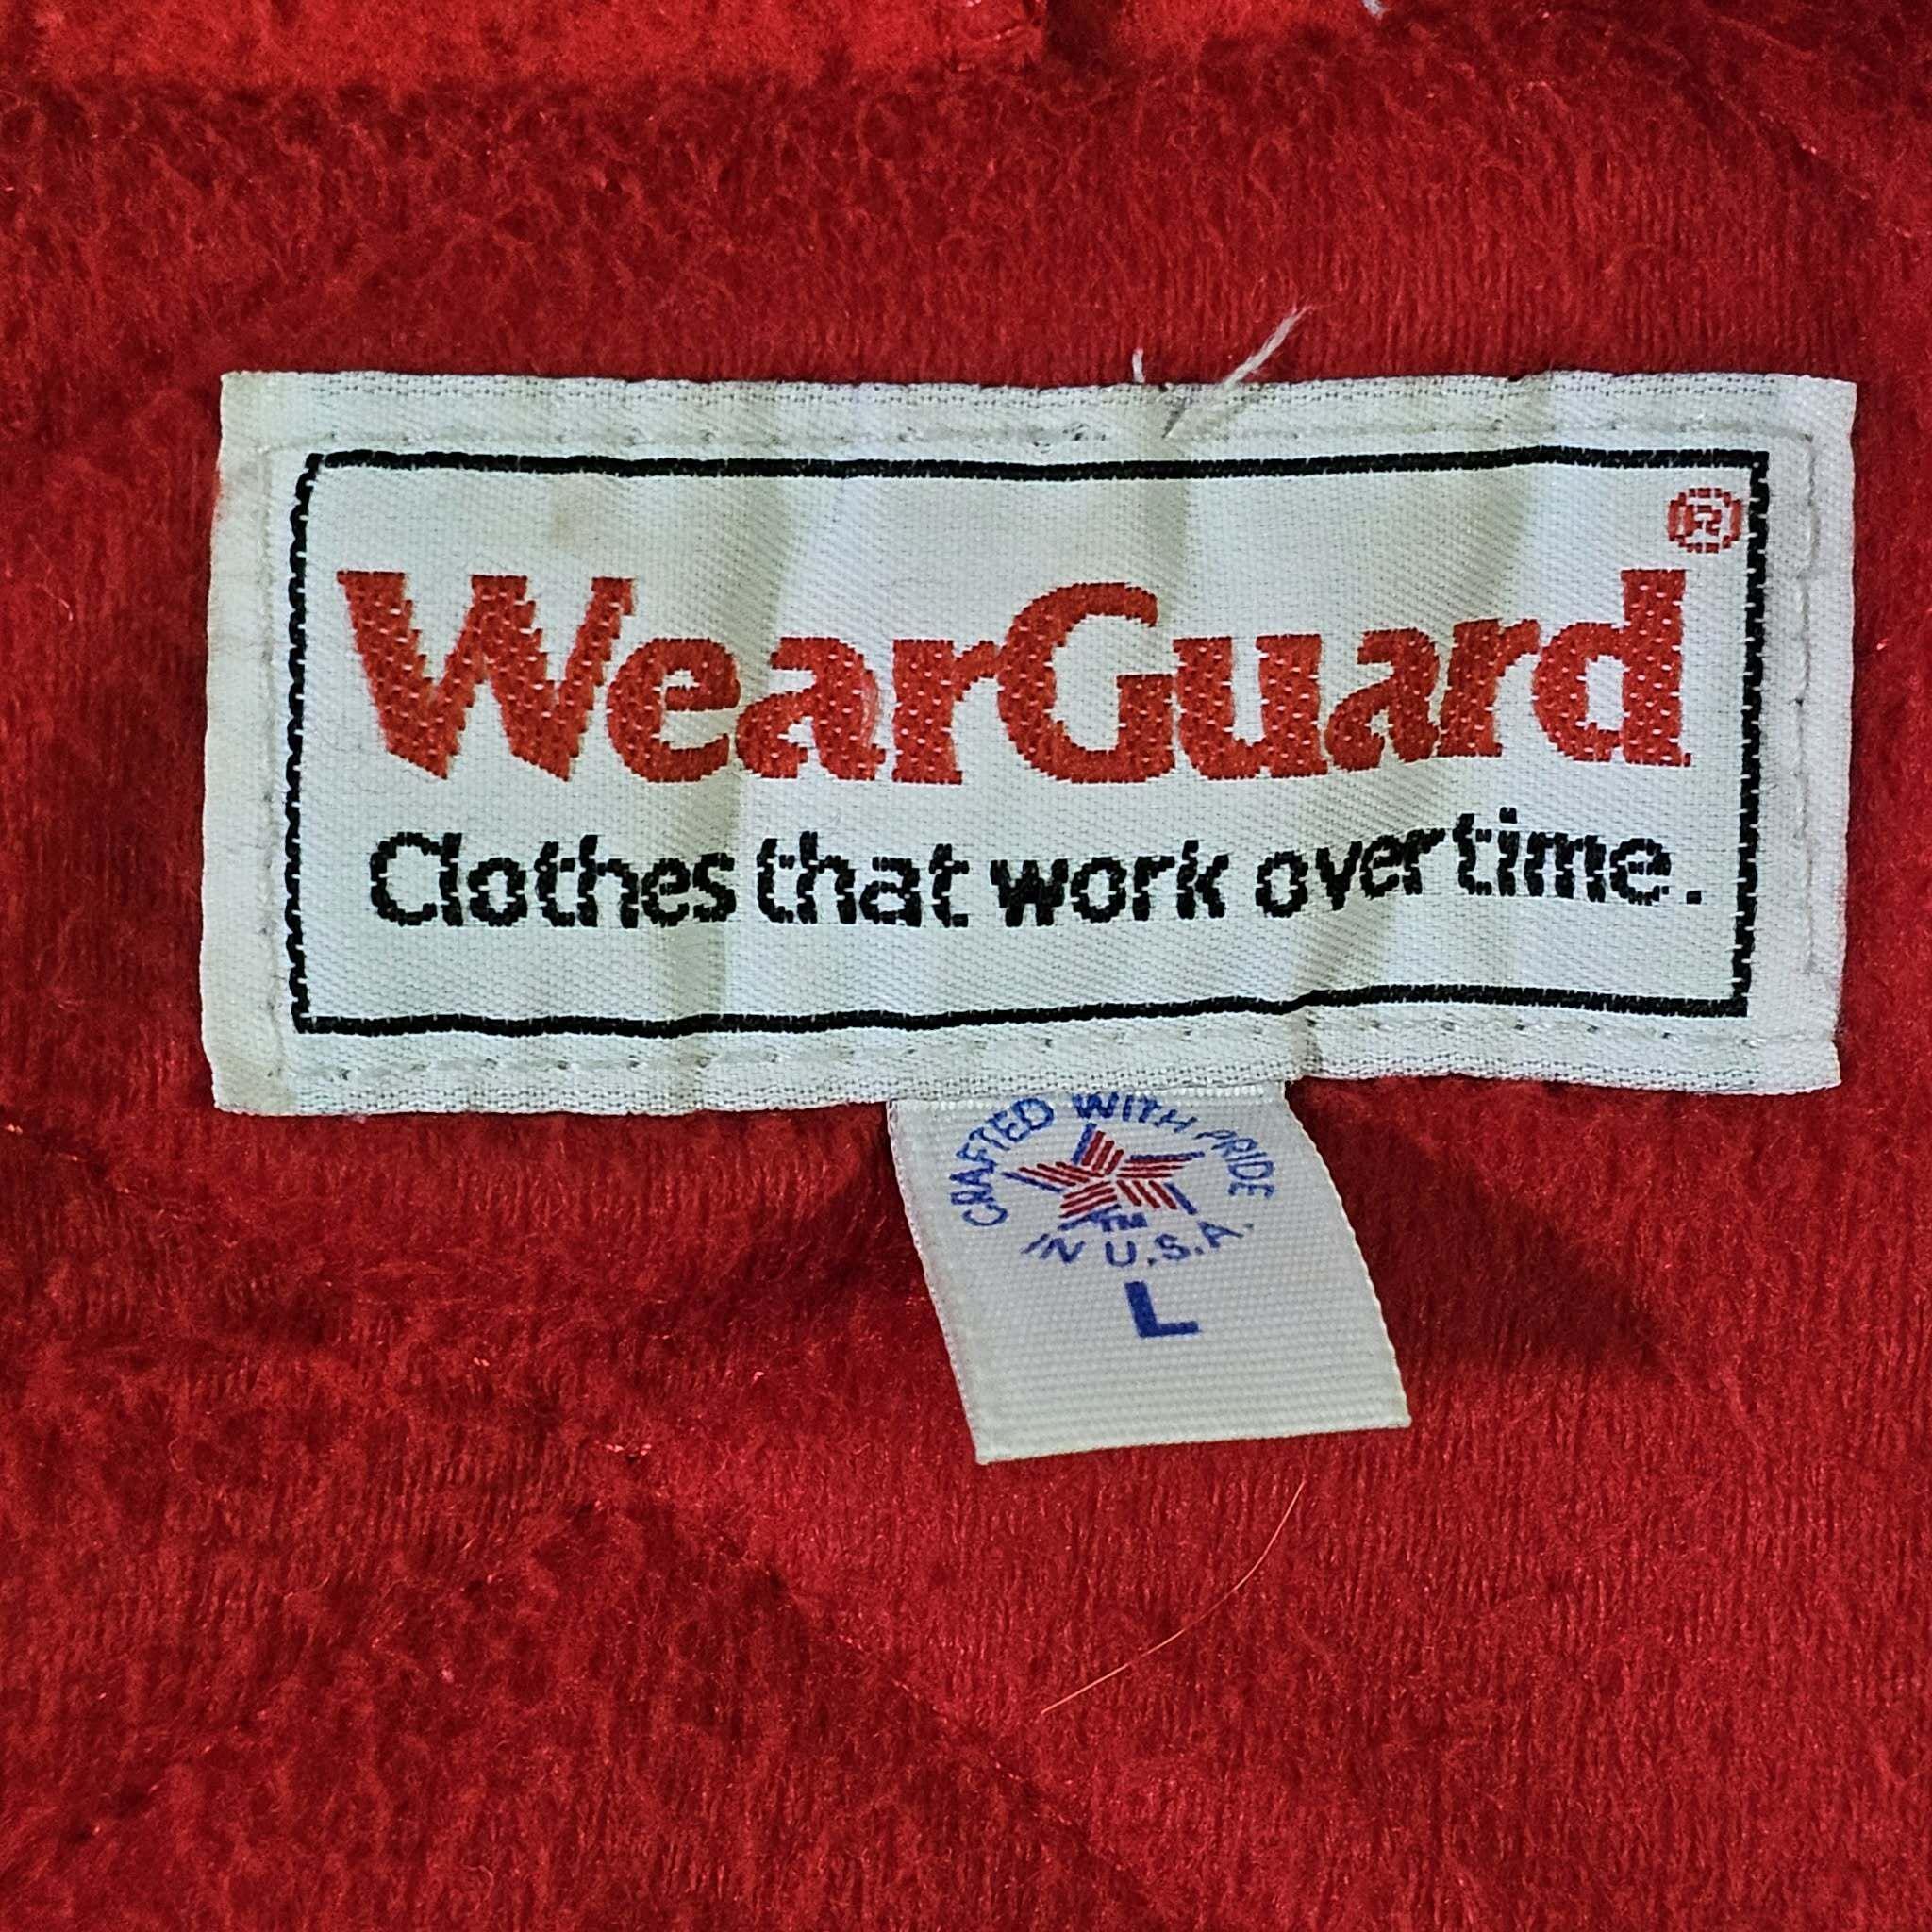 WearGuard®
Clothes that work overtime.
CRAFTED WITH PRIDE
TM
IN U.S.A.
L